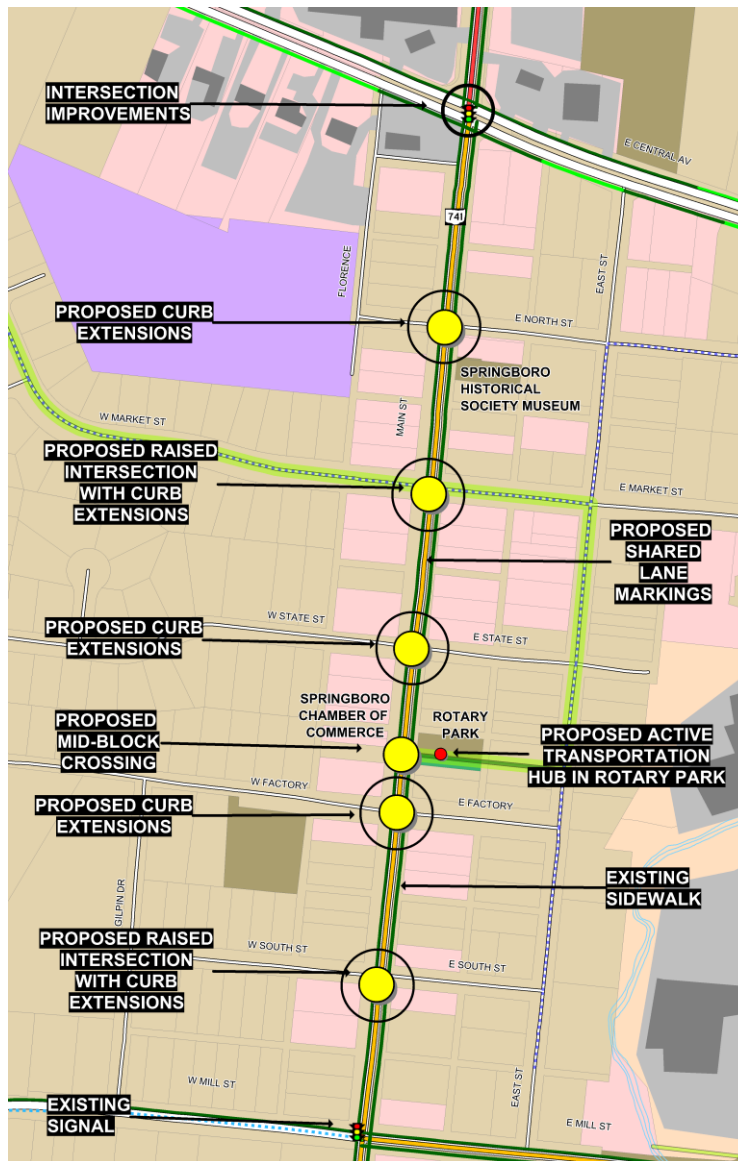 INTERSECTION
IMPROVEMENTS
E CENTRAL AV
741
FLORENCE
EAST ST
PROPOSED CURB
EXTENSIONS
E NORTH ST
SPRINGBORO
HISTORICAL
SOCIETY MUSEUM
MAIN ST
W MARKET ST
PROPOSED RAISED
INTERSECTION
WITH CURB
EXTENSIONS
E MARKET ST
PROPOSED
SHARED
LANE
MARKINGS
W STATE ST
PROPOSED CURB
EXTENSIONS
E STATE ST
SPRINGBORO
CHAMBER OF
COMMERCE
ROTARY
PARK
PROPOSED
MID-BLOCK
CROSSING
PROPOSED ACTIVE
TRANSPORTATION
HUB IN ROTARY PARK
W FACTORY
E FACTORY
PROPOSED CURB
EXTENSIONS
GILPIN DR
EXISTING
SIDEWALK
PROPOSED RAISED
INTERSECTION
WITH CURB
EXTENSIONS
W SOUTH ST
E SOUTH ST
W MILL ST
EAST ST
EXISTING
SIGNAL
E MILL ST